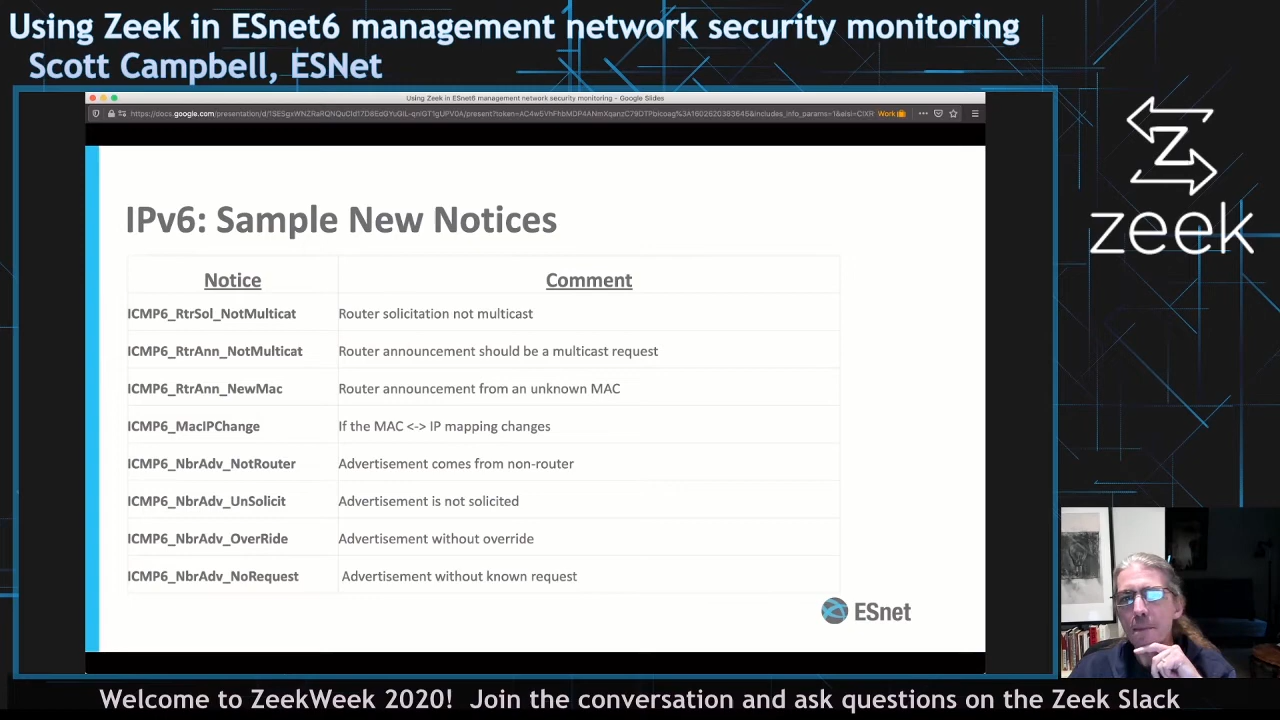 Using Zeek in ESnet6 management network security monitoring
Scott Campbell, ESNet
Using Zeek in ESnet6 management network security monitoring - Google Slides
Work
zeek
IPv6: Sample New Notices
Notice Comment
ICMP6_RtrSol_NotMulticat Router solicitation not multicast
ICMP6_RtrAnn_NotMulticat Router announcement should be a multicast request
ICMP6_RtrAnn_NewMac Router announcement from an unknown MAC
ICMP6_MacIPChange If the MAC <-> IP mapping changes
ICMP6_NbrAdv_NotRouter Advertisement comes from non-router
ICMP6_NbrAdv_UnSolicit Advertisement is not solicited
ICMP6_NbrAdv_OverRide Advertisement without override
ICMP6_NbrAdv_NoRequest Advertisement without known request
ESnet
Welcome to ZeekWeek 2020! Join the conversation and ask questions on the Zeek Slack